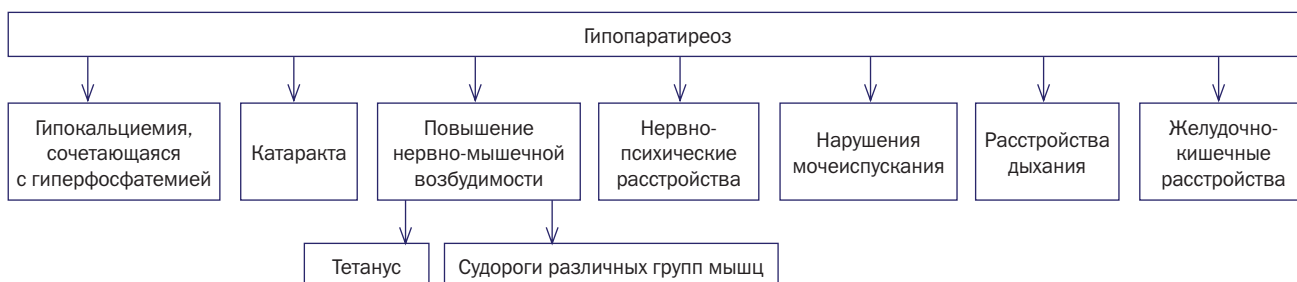 Гипопаратиреоз
Гипокальциемия,
сочетающаяся
с гиперфосфатемией
Катаракта
Повышение
нервно-мышечной
возбудимости
Нервно-
психические
расстройства
Нарушения
мочеиспускания
Расстройства
дыхания
Желудочно-
кишечные
расстройства
Тетанус
Судороги различных групп мышц